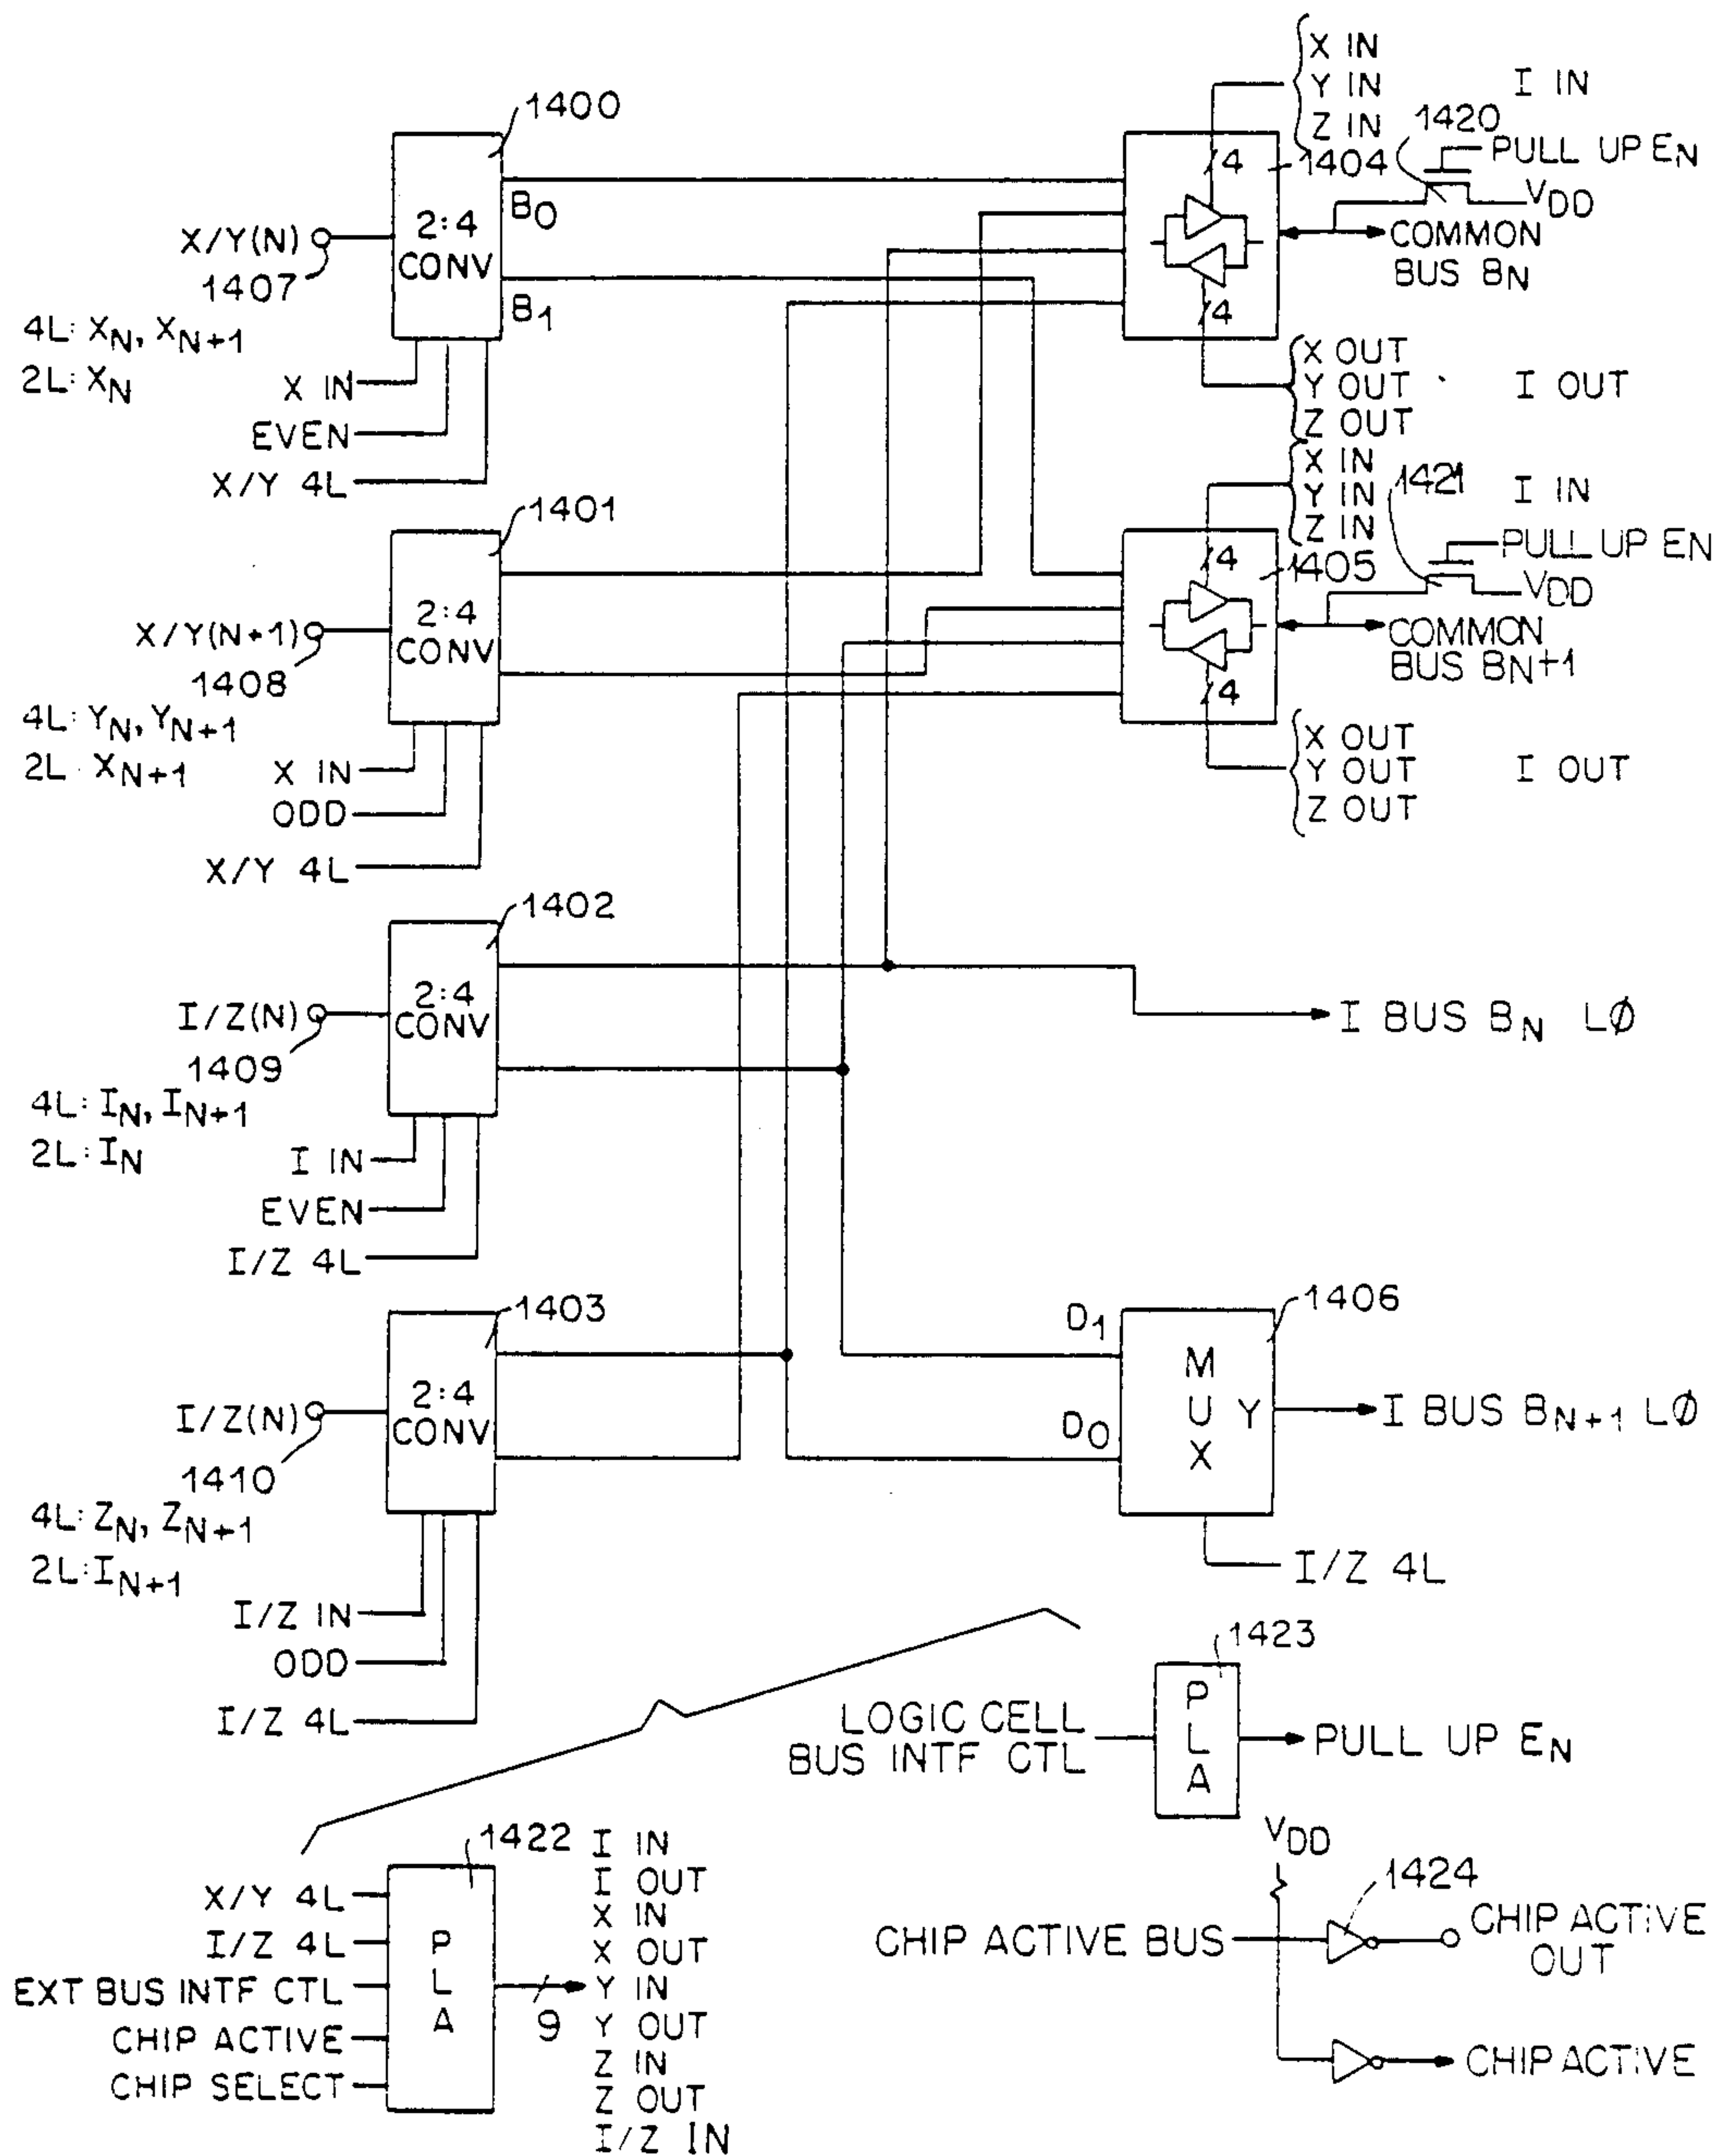 X IN
Y IN
Z IN
I IN
1400
1420
PULL UP EN
4
1404
VDD
B0
2:4
CONV
X/Y(N)
1407
B1
COMMON
BUS BN
4
4L: XN, XN+1
2L: XN
X IN
EVEN
X/Y 4L
X OUT
Y OUT
Z OUT
I OUT
X IN
Y IN
Z IN
I IN
1421
1401
PULL UP EN
4
1405
VDD
2:4
CONV
X/Y(N+1)
1408
COMMON
BUS BN+1
4
4L: YN, YN+1
2L: XN+1
X IN
ODD
X/Y 4L
X OUT
Y OUT
Z OUT
I OUT
1402
2:4
CONV
I/Z(N)
1409
I BUS BN LØ
4L: IN, IN+1
2L: IN
I IN
EVEN
I/Z 4L
1403
1406
D1
M
U
X
Y
D0
2:4
CONV
I/Z(N)
1410
I BUS BN+1 LØ
4L: ZN, ZN+1
2L: IN+1
I/Z IN
ODD
I/Z 4L
I/Z 4L
1423
LOGIC CELL
BUS INTF CTL
P
L
A
PULL UP EN
1422
X/Y 4L
I/Z 4L
EXT BUS INTF CTL
CHIP ACTIVE
CHIP SELECT
P
L
A
9
I IN
I OUT
X IN
X OUT
Y IN
Y OUT
Z IN
Z OUT
I/Z IN
VDD
1424
CHIP ACTIVE BUS
CHIP ACTIVE
OUT
CHIP ACTIVE